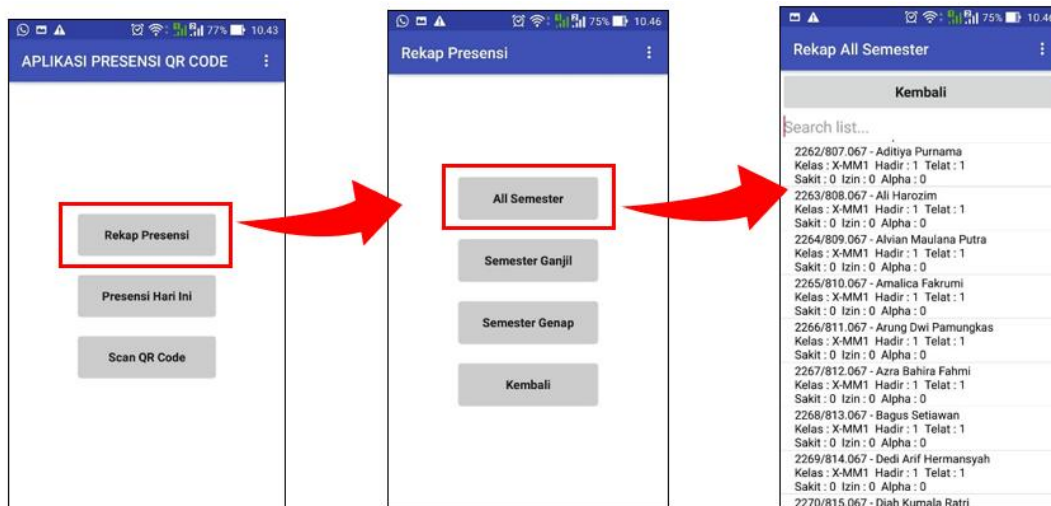 77% 10.43
APLIKASI PRESENSI QR CODE
Rekap Presensi
Presensi Hari Ini
Scan QR Code
75% 10.46
Rekap Presensi
All Semester
Semester Ganjil
Semester Genap
Kembali
75% 10.46
Rekap All Semester
Kembali
Search list...
2262/807.067 - Aditiya Purnama
Kelas : X-MM1 Hadir : 1 Telat : 1
Sakit : 0 Izin : 0 Alpha : 0
2263/808.067 - Ali Harozim
Kelas : X-MM1 Hadir : 1 Telat : 1
Sakit : 0 Izin : 0 Alpha : 0
2264/809.067 - Alvian Maulana Putra
Kelas : X-MM1 Hadir : 1 Telat : 1
Sakit : 0 Izin : 0 Alpha : 0
2265/810.067 - Amalica Fakrumi
Kelas : X-MM1 Hadir : 1 Telat : 1
Sakit : 0 Izin : 0 Alpha : 0
2266/811.067 - Arung Dwi Pamungkas
Kelas : X-MM1 Hadir : 1 Telat : 1
Sakit : 0 Izin : 0 Alpha : 0
2267/812.067 - Azra Bahira Fahmi
Kelas : X-MM1 Hadir : 1 Telat : 1
Sakit : 0 Izin : 0 Alpha : 0
2268/813.067 - Bagus Setiawan
Kelas : X-MM1 Hadir : 1 Telat : 1
Sakit : 0 Izin : 0 Alpha : 0
2269/814.067 - Dedi Arif Hermansyah
Kelas : X-MM1 Hadir : 1 Telat : 1
Sakit : 0 Izin : 0 Alpha : 0
2270/815.067 - Diah Kumala Ratri